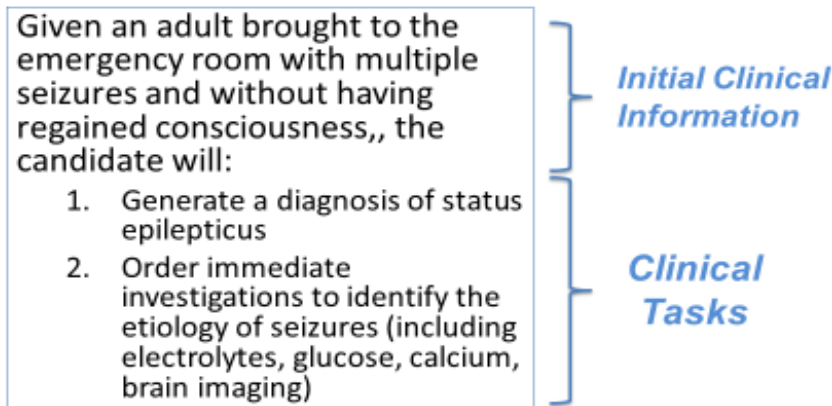 Given an adult brought to the
emergency room with multiple
seizures and without having
regained consciousness,, the
candidate will:
1. Generate a diagnosis of status
epilepticus
2. Order immediate
investigations to identify the
etiology of seizures (including
electrolytes, glucose, calcium,
brain imaging)
Initial Clinical
Information
Clinical
Tasks